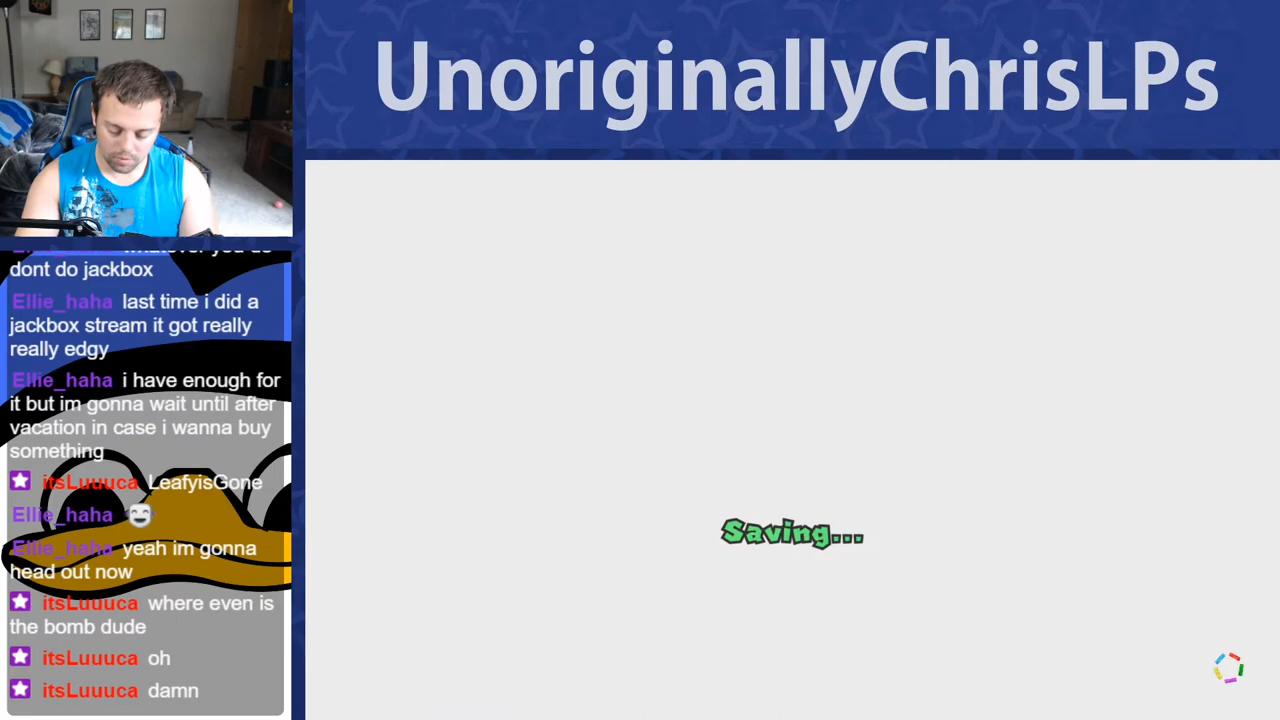 UnoriginallyChrisLPs
dont do jackbox
Ellie_haha last time i did a
jackbox stream it got really
really edgy
Ellie_haha i have enough for
it but im gonna wait until after
vacation in case i wanna buy
something
itsLuuuca LeafyisGone
Ellie_haha
Ellie_haha yeah im gonna
head out now
itsLuuuca where even is
the bomb dude
itsLuuuca oh
itsLuuuca damn
Saving...